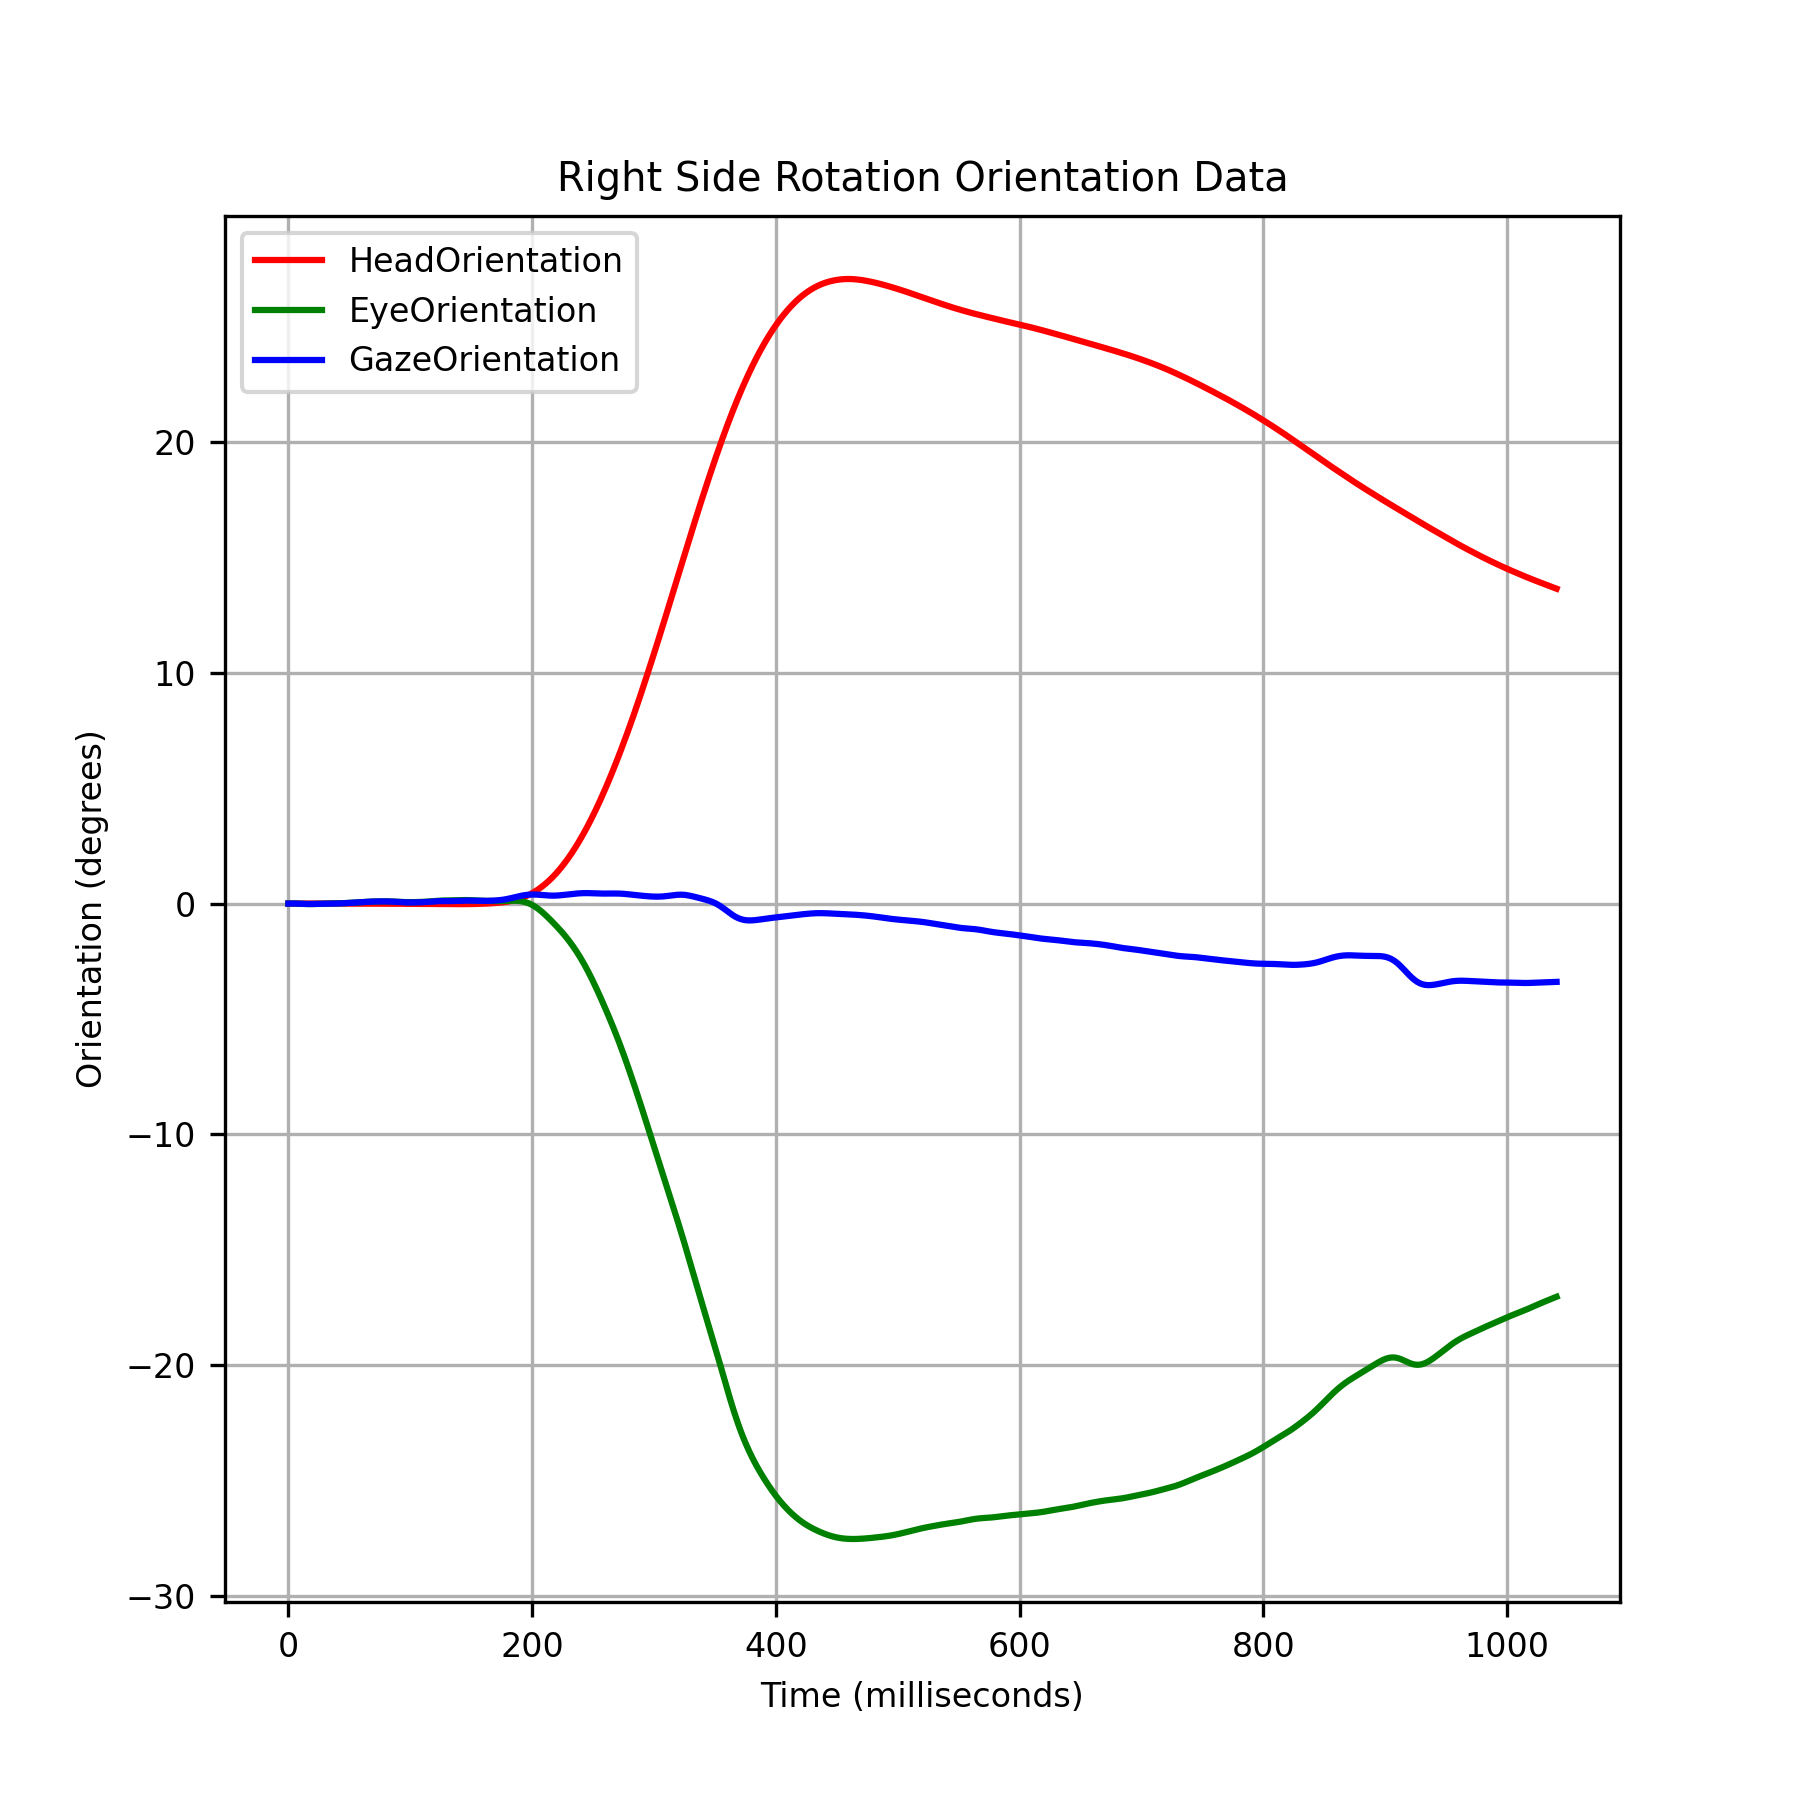 Right Side Rotation Orientation Data
HeadOrientation
EyeOrientation
GazeOrientation
20
10
0
−10
−20
−30
Orientation (degrees)
0 200 400 600 800 1000
Time (milliseconds)